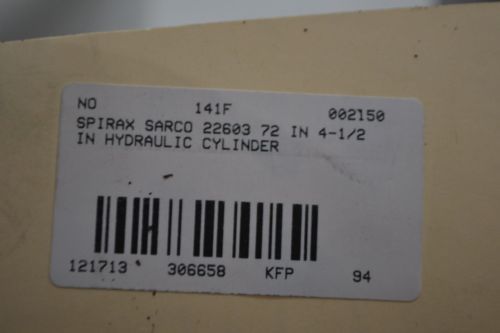 NO 141F 002150
SPIRAX SARCO 22603 72 IN 4-1/2
IN HYDRAULIC CYLINDER
121713 * 306658 KFP 94